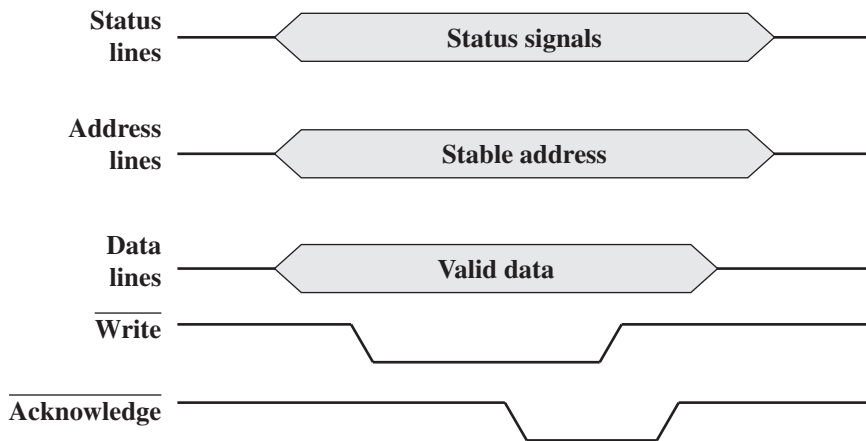 Status
lines
Status signals
Address
lines
Stable address
Data
lines
Valid data
Write
Acknowledge